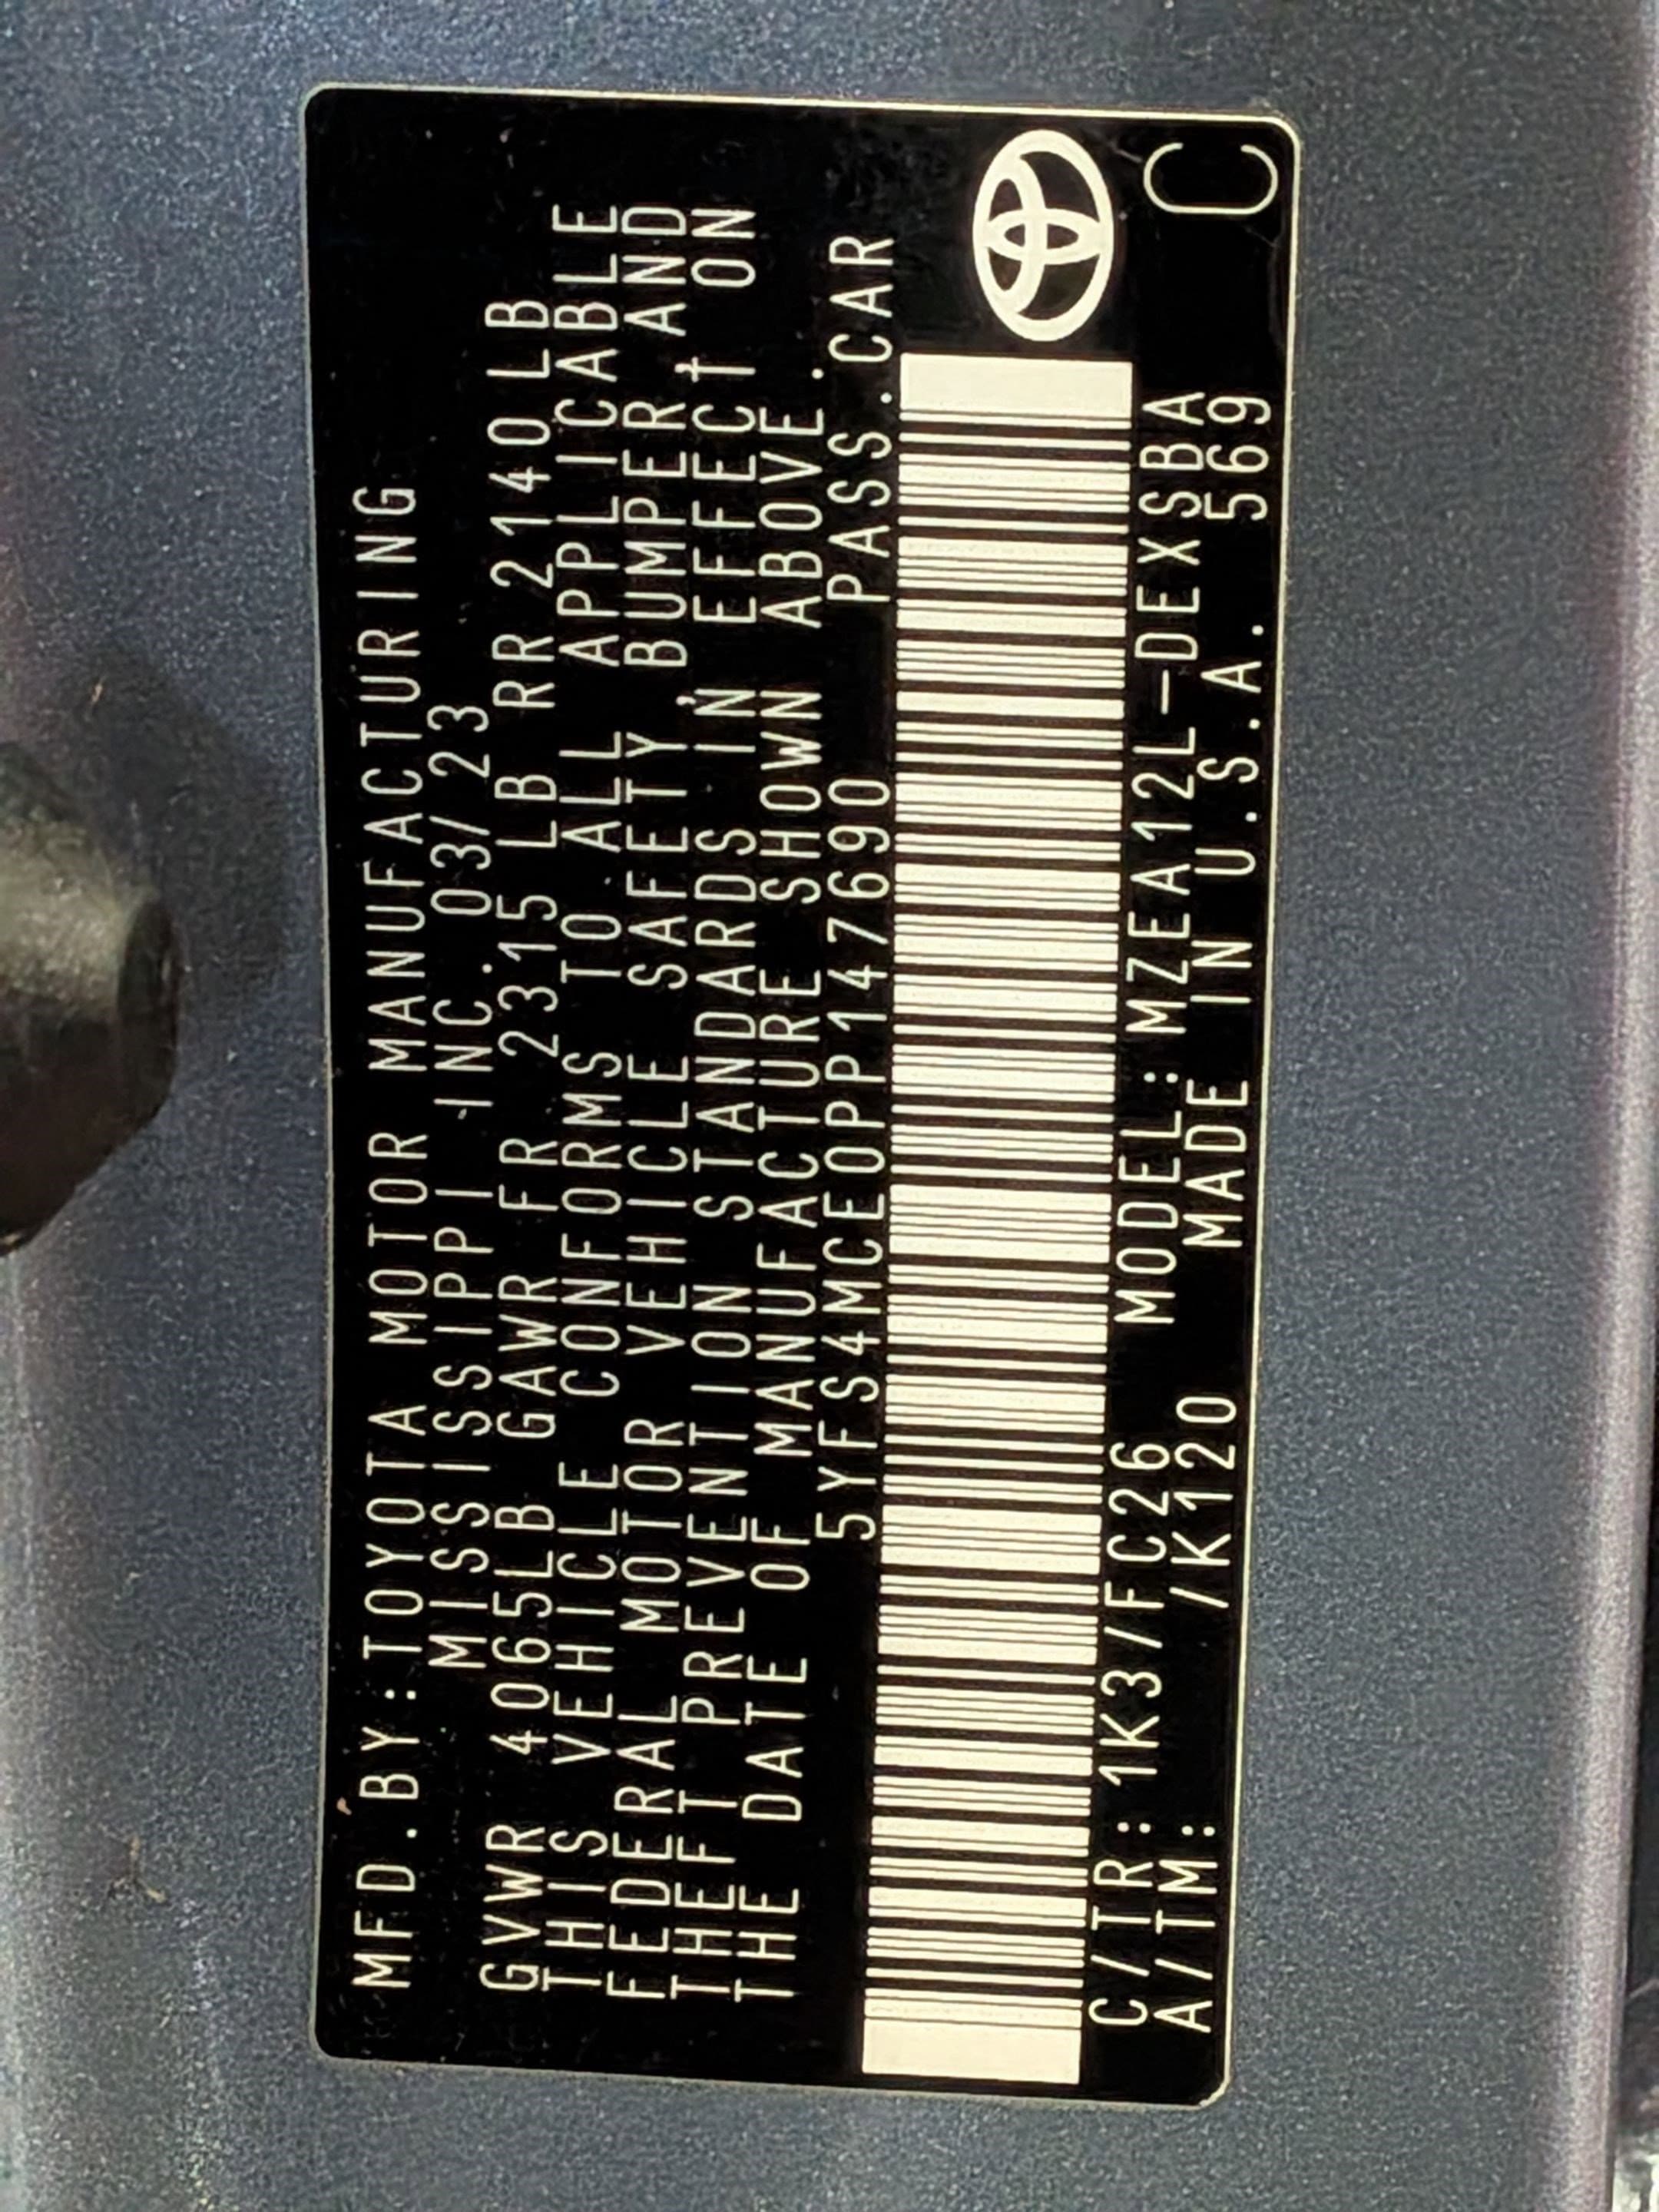 MFD.BY:TOYOTA MOTOR MANUFACTURING
MISSISSIPPI INC. 03/23
GVWR 4065LB GAWR FR 2315 LB RR 2140LB
THIS VEHICLE CONFORMS TO ALL APPLICABLE
FEDERAL MOTOR VEHICLE SAFETY, BUMPER, AND
THEFT PREVENTION STANDARDS IN EFFECT ON
THE DATE OF MANUFACTURE SHOWN ABOVE.
5YFS4MCE0PP147690 PASS.CAR
C/TR: 1K3/FC26 MODEL: MZEA12L-DEXSBA
A/TM: /K120 MADE IN U.S.A. 569
C